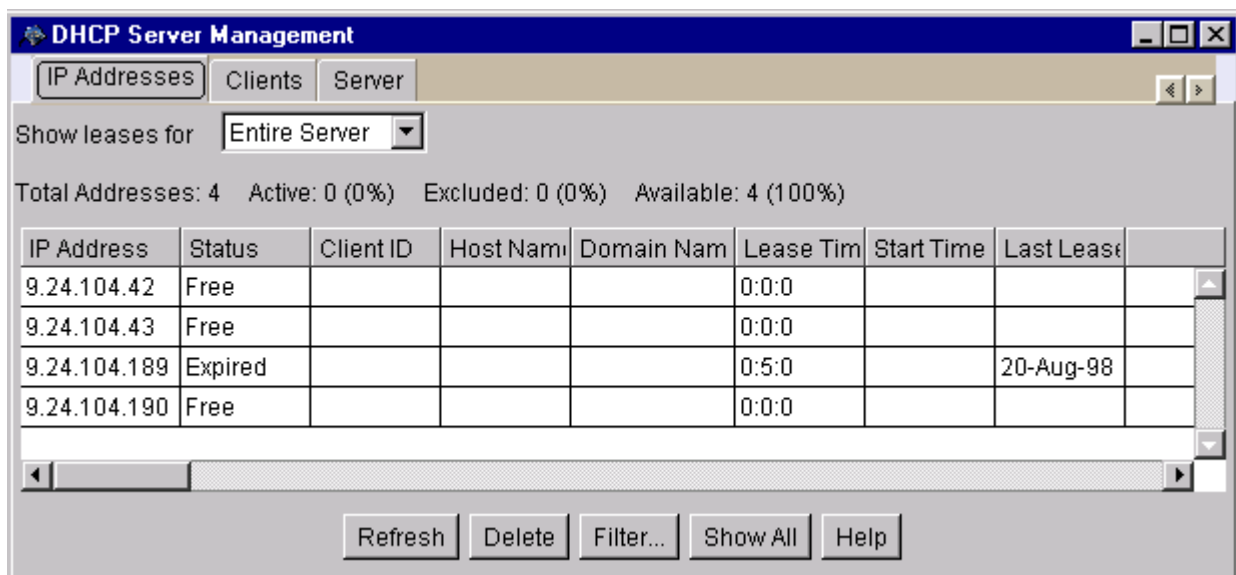 DHCP Server Management
IP Addresses Clients Server
Show leases for Entire Server
Total Addresses: 4 Active: 0 (0%) Excluded: 0 (0%) Available: 4 (100%)
IP Address Status Client ID Host Nam Domain Nam Lease Tim Start Time Last Lease
9.24.104.42 Free 0:0:0
9.24.104.43 Free 0:0:0
9.24.104.189 Expired 0:5:0 20-Aug-98
9.24.104.190 Free 0:0:0
Refresh Delete Filter... Show All Help